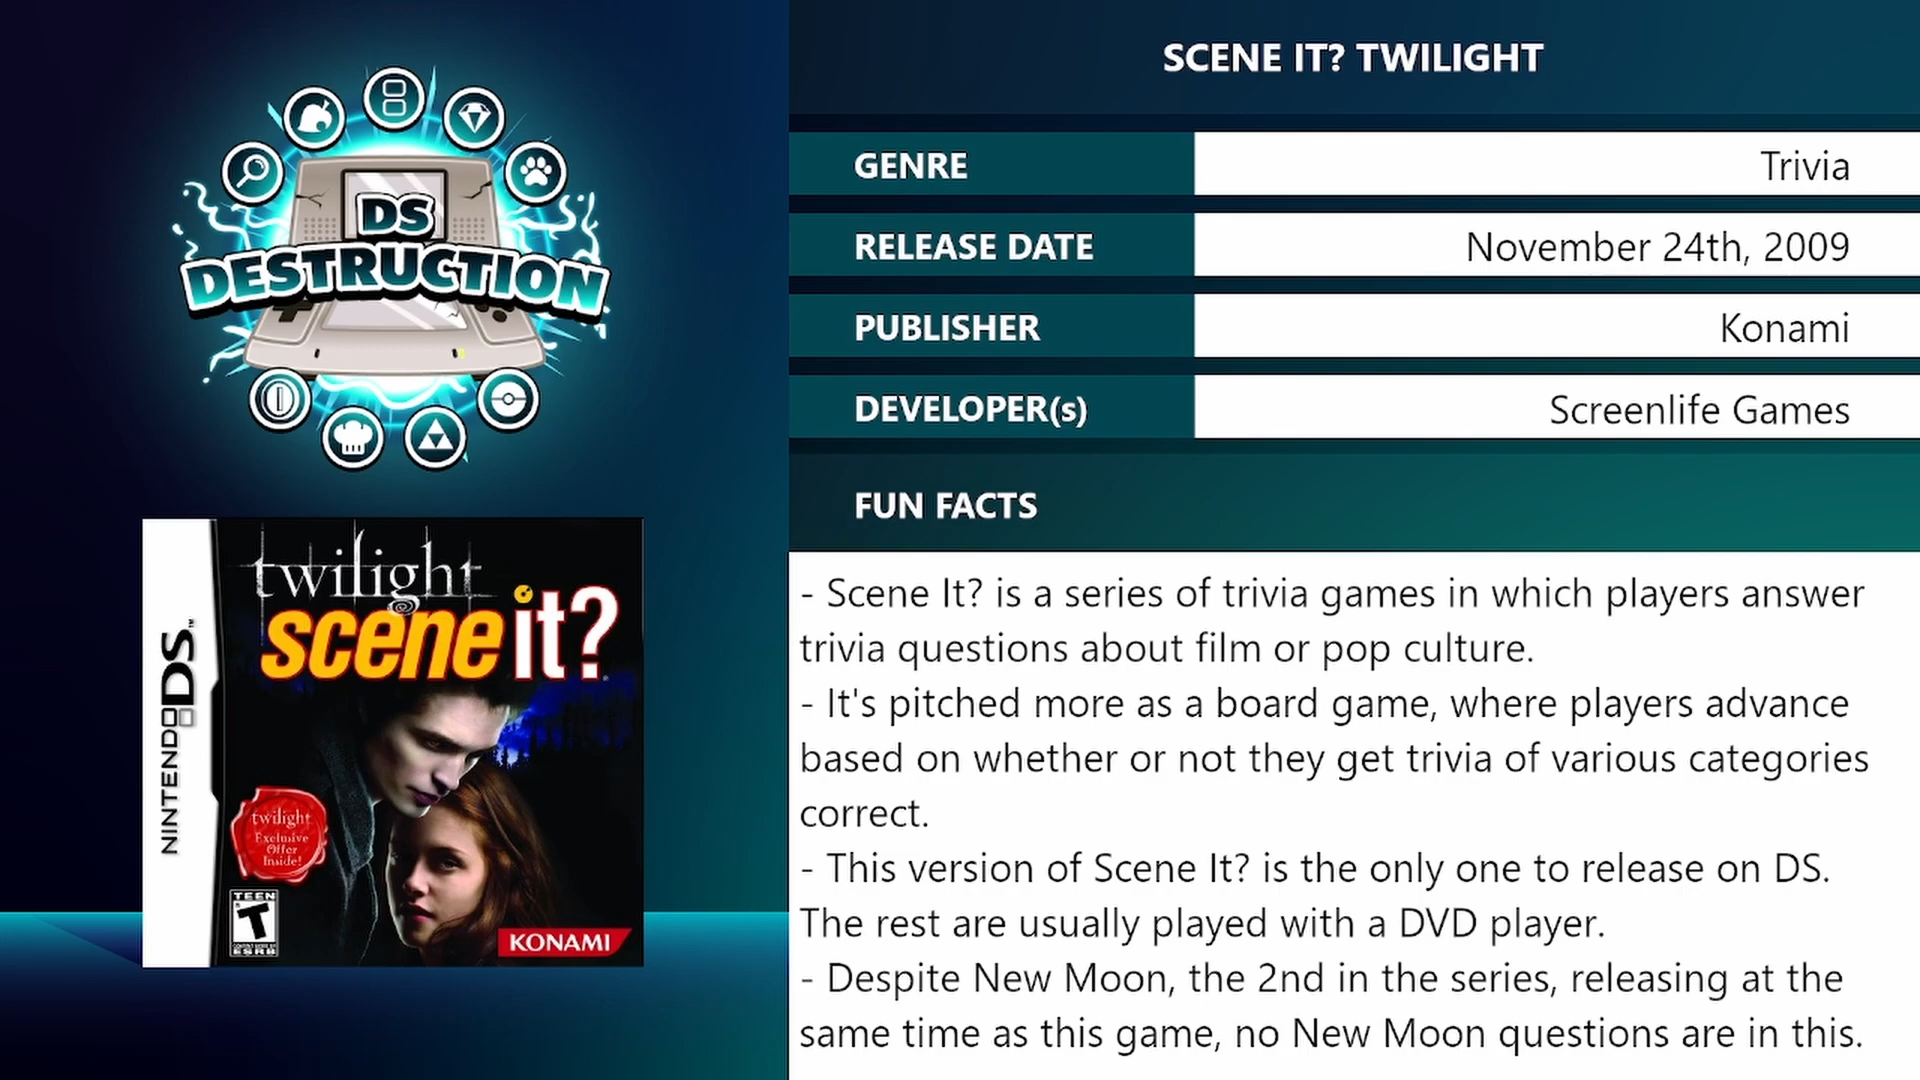 DS
DESTRUCTION
NINTENDO DS™
twilight
scene it?
twilight
Exclusive
Offer
Inside!
TEEN
T
ESRB
KONAMI
SCENE IT? TWILIGHT
GENRE Trivia
RELEASE DATE November 24th, 2009
PUBLISHER Konami
DEVELOPER(s) Screenlife Games
FUN FACTS
- Scene It? is a series of trivia games in which players answer
trivia questions about film or pop culture.
- It's pitched more as a board game, where players advance
based on whether or not they get trivia of various categories
correct.
- This version of Scene It? is the only one to release on DS.
The rest are usually played with a DVD player.
- Despite New Moon, the 2nd in the series, releasing at the
same time as this game, no New Moon questions are in this.